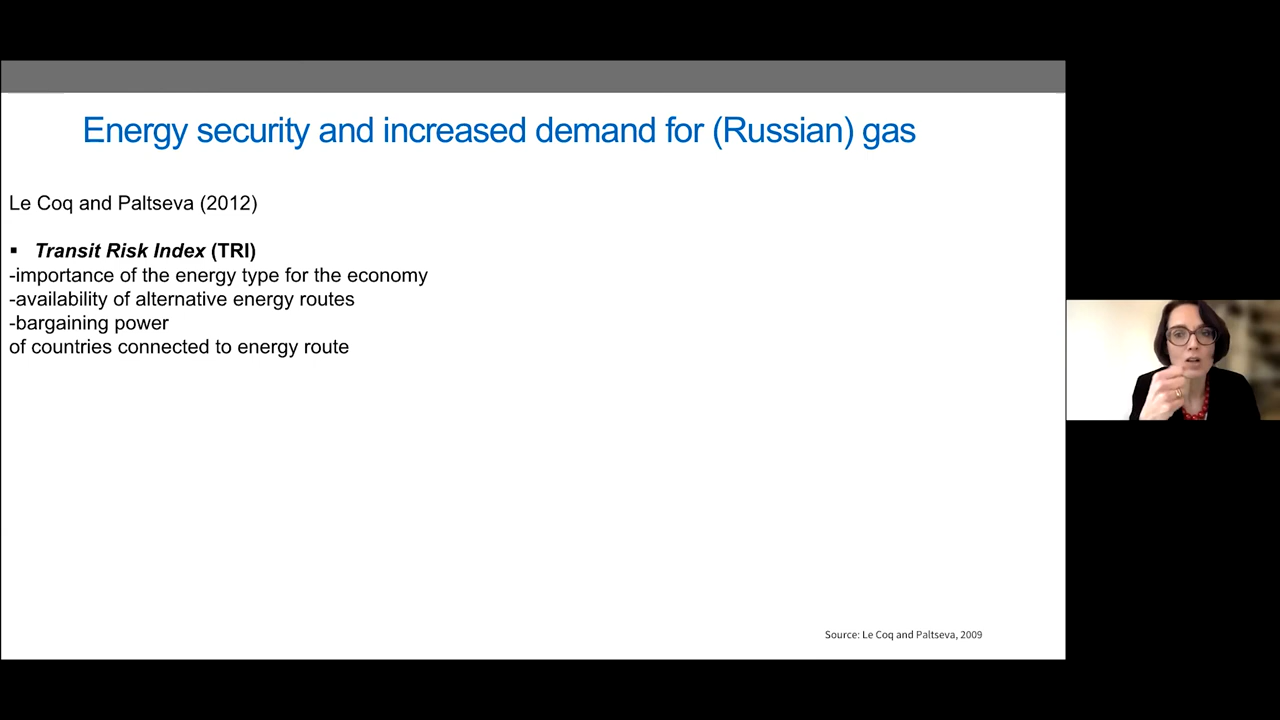 Energy security and increased demand for (Russian) gas
Le Coq and Paltseva (2012)
▪ Transit Risk Index (TRI)
-importance of the energy type for the economy
-availability of alternative energy routes
-bargaining power
of countries connected to energy route
Source: Le Coq and Paltseva, 2009